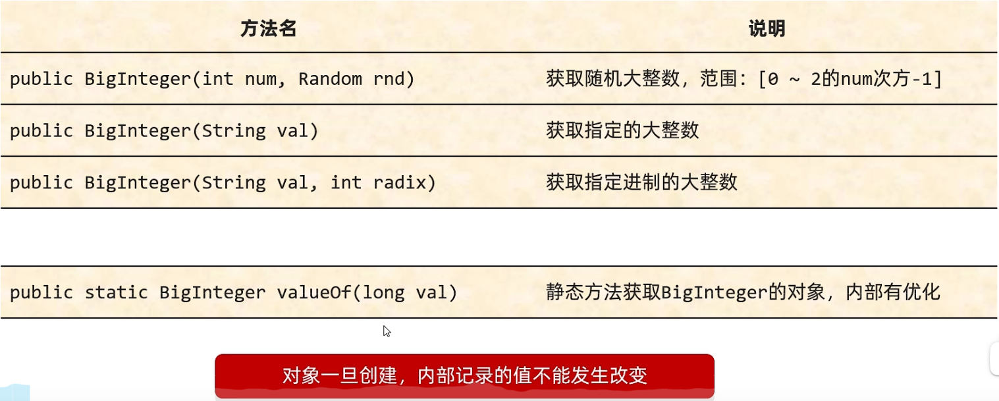 方法名 说明
public BigInteger(int num, Random rnd) 获取随机大整数，范围：[0 ~ 2的num次方-1]
public BigInteger(String val) 获取指定的大整数
public BigInteger(String val, int radix) 获取指定进制的大整数
public static BigInteger valueOf(long val) 静态方法获取BigInteger的对象，内部有优化
对象一旦创建，内部记录的值不能发生改变